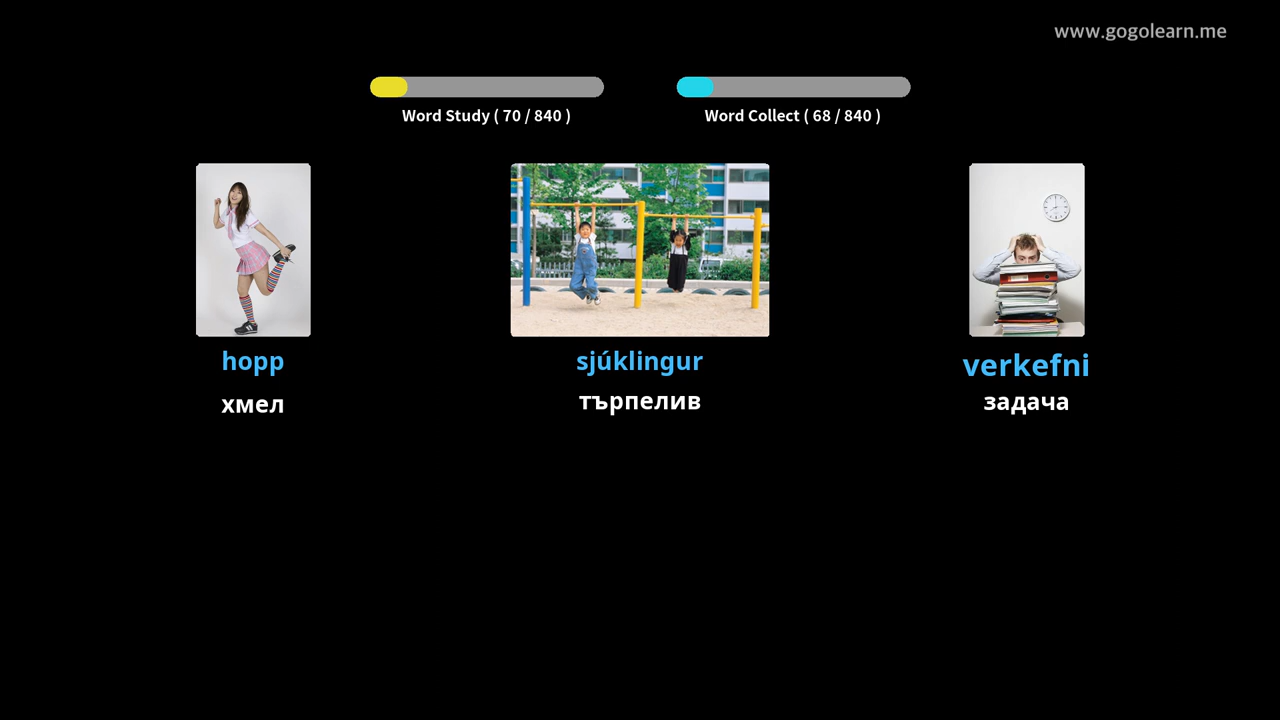 www.gogolearn.me
Word Study ( 70 / 840 )
Word Collect ( 68 / 840 )
hopp
sjúklingur
verkefni
хмел
търпелив
задача